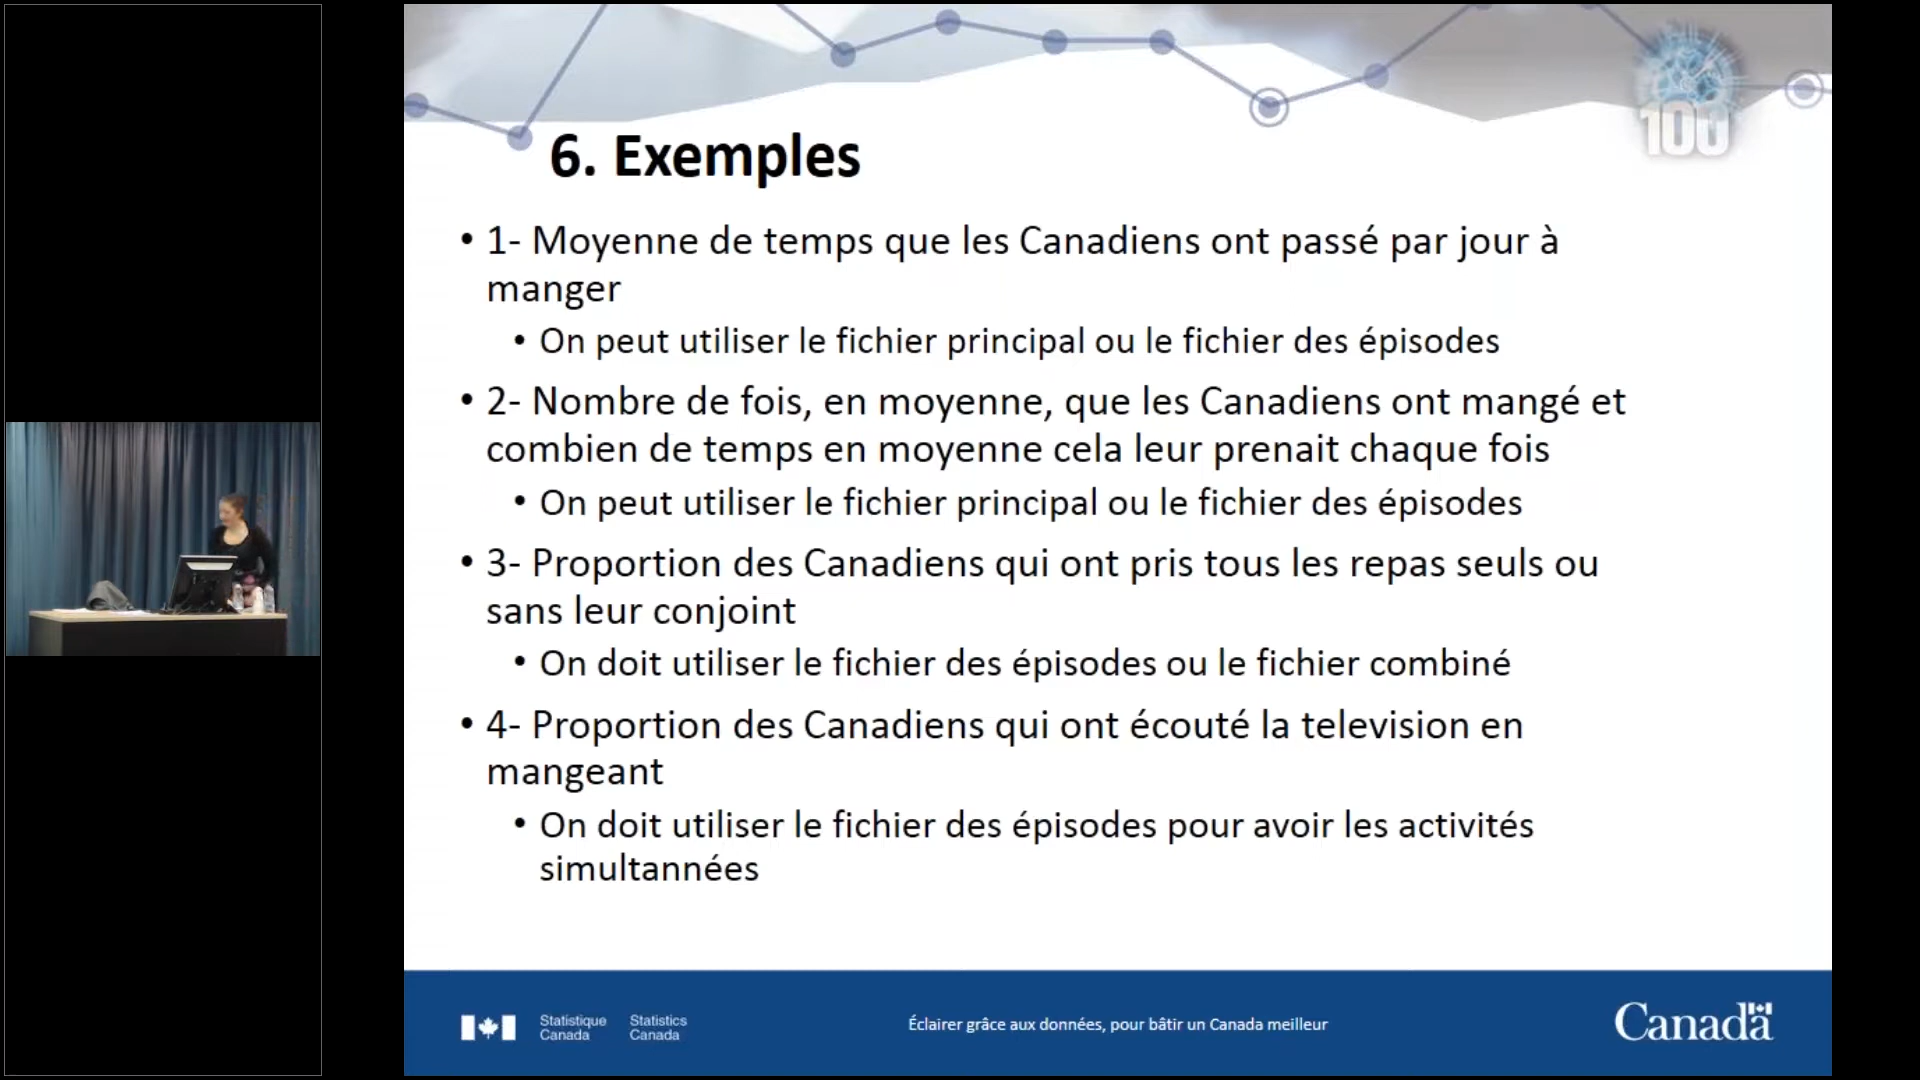 100
6. Exemples
• 1- Moyenne de temps que les Canadiens ont passé par jour à
manger
• On peut utiliser le fichier principal ou le fichier des épisodes
• 2- Nombre de fois, en moyenne, que les Canadiens ont mangé et
combien de temps en moyenne cela leur prenait chaque fois
• On peut utiliser le fichier principal ou le fichier des épisodes
• 3- Proportion des Canadiens qui ont pris tous les repas seuls ou
sans leur conjoint
• On doit utiliser le fichier des épisodes ou le fichier combiné
• 4- Proportion des Canadiens qui ont écouté la television en
mangeant
• On doit utiliser le fichier des épisodes pour avoir les activités
simultannées
Statistique Statistics
Canada Canada
Éclairer grâce aux données, pour bâtir un Canada meilleur
Canada